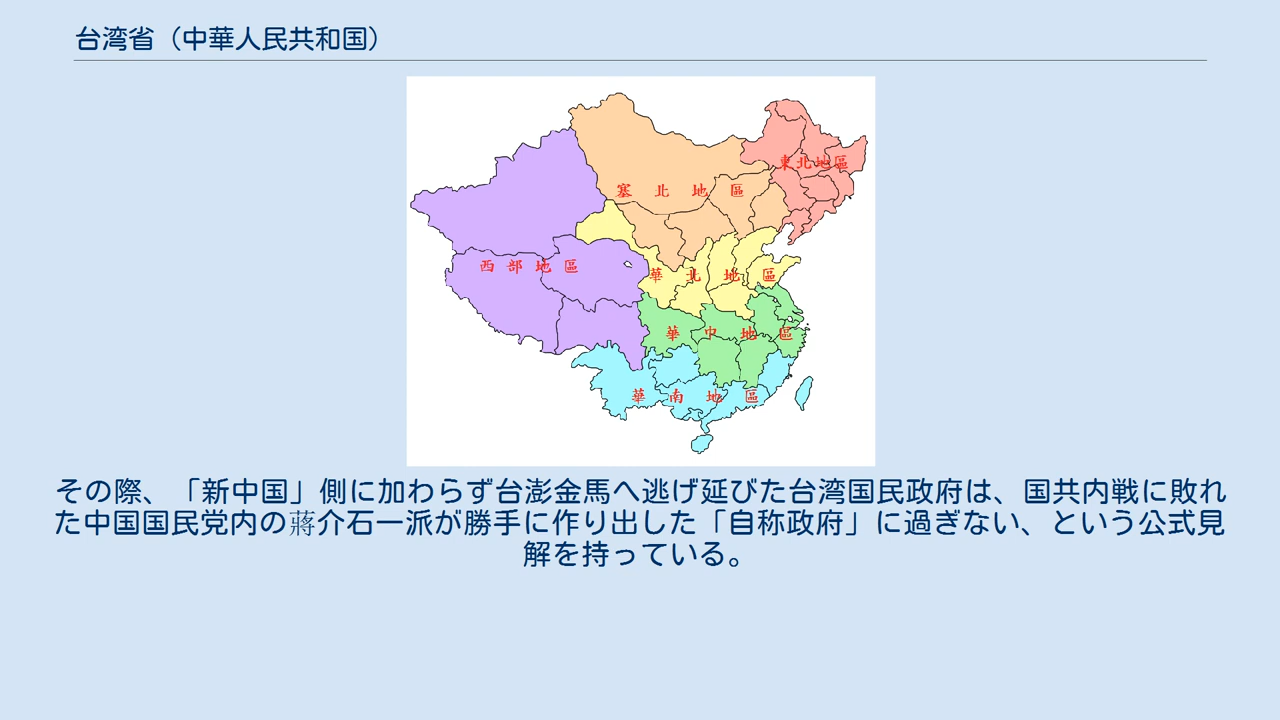 台湾省（中華人民共和国）
東北地區
塞北地區
西部地區
華北地區
華中地區
華南地區
その際、「新中国」側に加わらず台澎金馬へ逃げ延びた台湾国民政府は、国共内戦に敗れ
た中国国民党内の蔣介石一派が勝手に作り出した「自称政府」に過ぎない、という公式見
解を持っている。